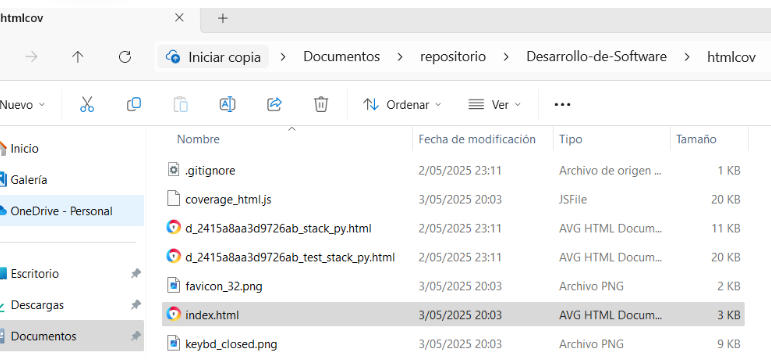 htmlcov
Iniciar copia > Documentos > repositorio > Desarrollo-de-Software > htmlcov
Nuevo Ordenar Ver
Nombre Fecha de modificación Tipo Tamaño
Inicio
Galería
OneDrive - Personal
Escritorio
Descargas
Documentos
.gitignore 2/05/2025 23:11 Archivo de origen ... 1 KB
coverage_html.js 3/05/2025 20:03 JSFile 20 KB
d_2415a8aa3d9726ab_stack_py.html 2/05/2025 23:11 AVG HTML Docum... 11 KB
d_2415a8aa3d9726ab_test_stack_py.html 2/05/2025 23:11 AVG HTML Docum... 20 KB
favicon_32.png 3/05/2025 20:03 Archivo PNG 2 KB
index.html 3/05/2025 20:03 AVG HTML Docum... 3 KB
keybd_closed.png 3/05/2025 20:03 Archivo PNG 9 KB